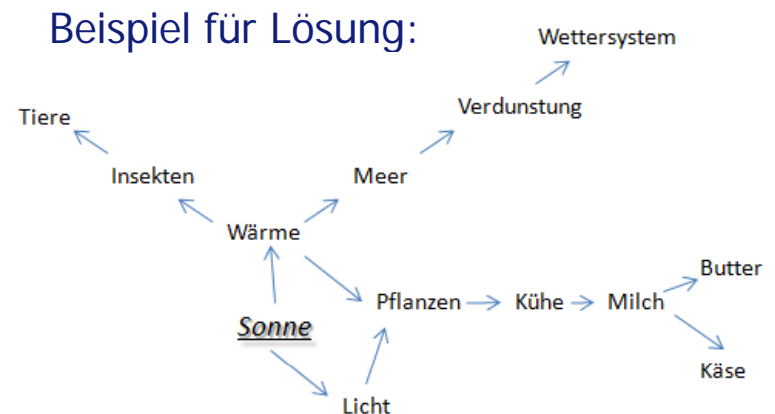 Beispiel für Lösung:
Wettersystem
Verdunstung
Tiere
Insekten
Meer
Wärme
Butter
Pflanzen
Kühe
Milch
Sonne
Käse
Licht